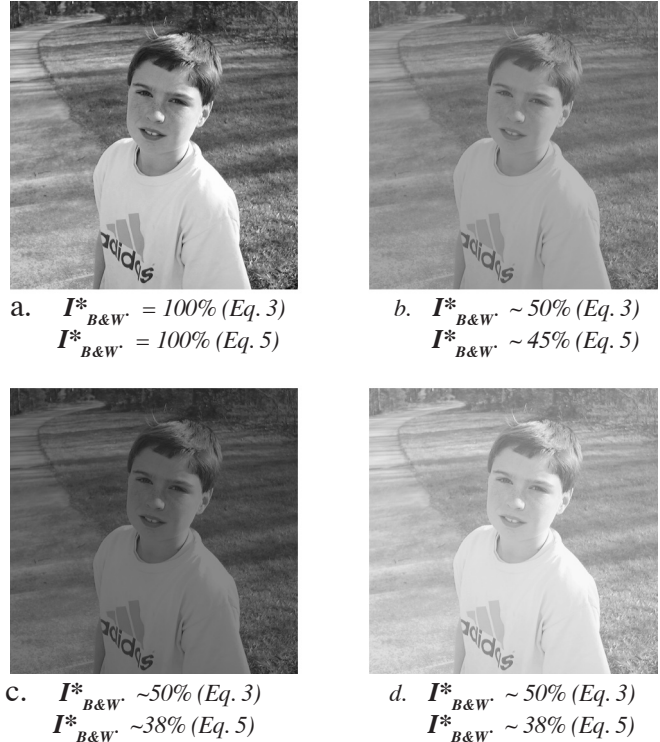 adidas
adidas
a. I*B&W. = 100% (Eq. 3)
I*B&W. = 100% (Eq. 5)
b. I*B&W. ~ 50% (Eq. 3)
I*B&W. ~ 45% (Eq. 5)
adidas
adidas
c. I*B&W. ~50% (Eq. 3)
I*B&W. ~38% (Eq. 5)
d. I*B&W. ~ 50% (Eq. 3)
I*B&W. ~ 38% (Eq. 5)